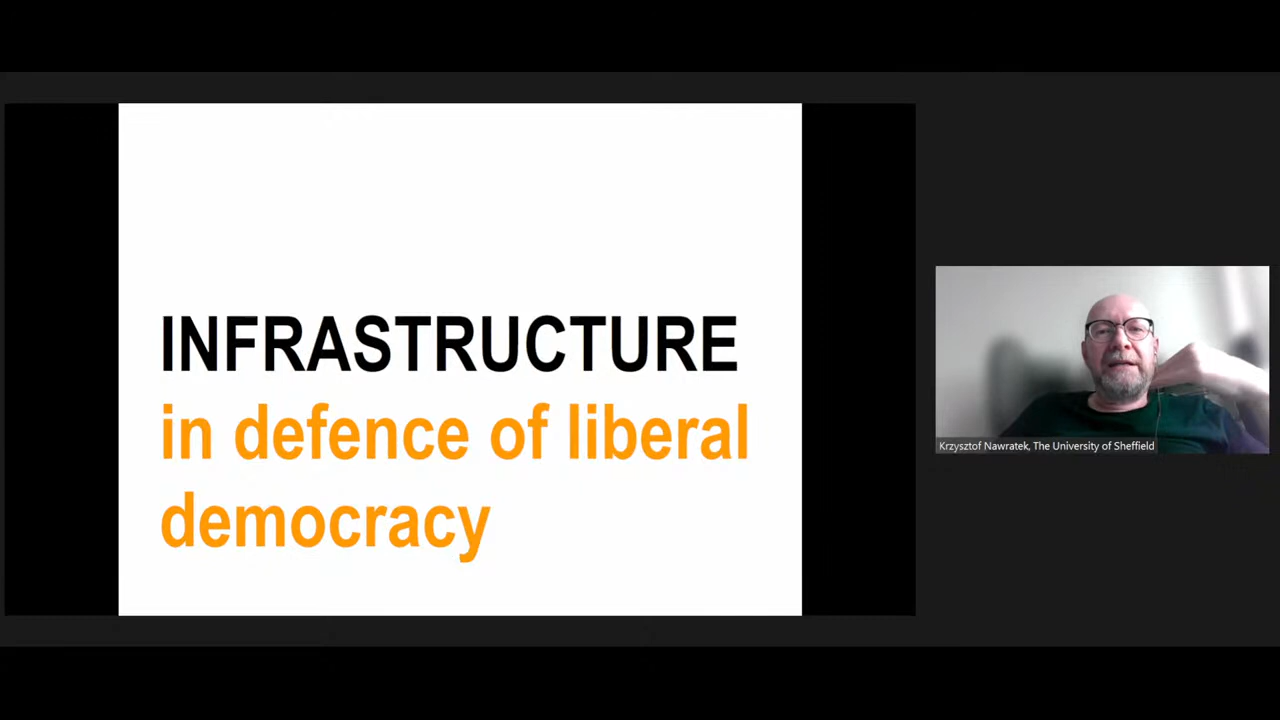 INFRASTRUCTURE
in defence of liberal
democracy
Krzysztof Nawratek, The University of Sheffield